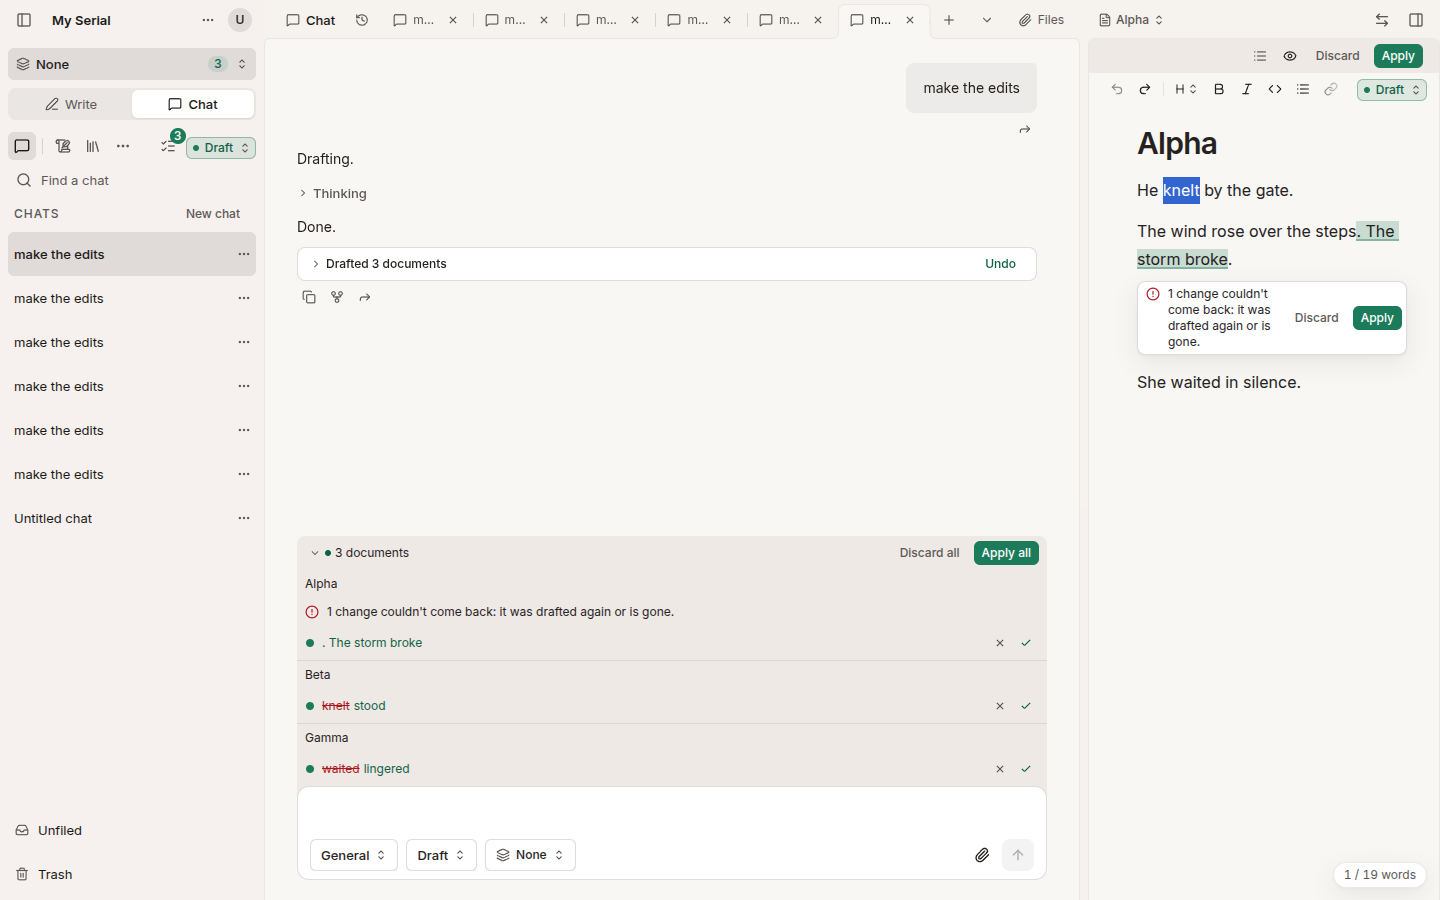 My Serial
U
None
3
Write
Chat
3
Draft
Find a chat
CHATS
New chat
make the edits
make the edits
make the edits
make the edits
make the edits
make the edits
Untitled chat
Unfiled
Trash
Chat
m...
m...
m...
m...
m...
m...
Files
make the edits
Drafting.
Thinking
Done.
Drafted 3 documents
Undo
3 documents
Discard all
Apply all
Alpha
1 change couldn't come back: it was drafted again or is gone.
. The storm broke
Beta
knelt stood
Gamma
waited lingered
General
Draft
None
Alpha
Discard
Apply
H
B
I
Draft
Alpha
He knelt by the gate.
The wind rose over the steps. The
storm broke.
1 change couldn't
come back: it was
drafted again or is
gone.
Discard
Apply
She waited in silence.
1 / 19 words